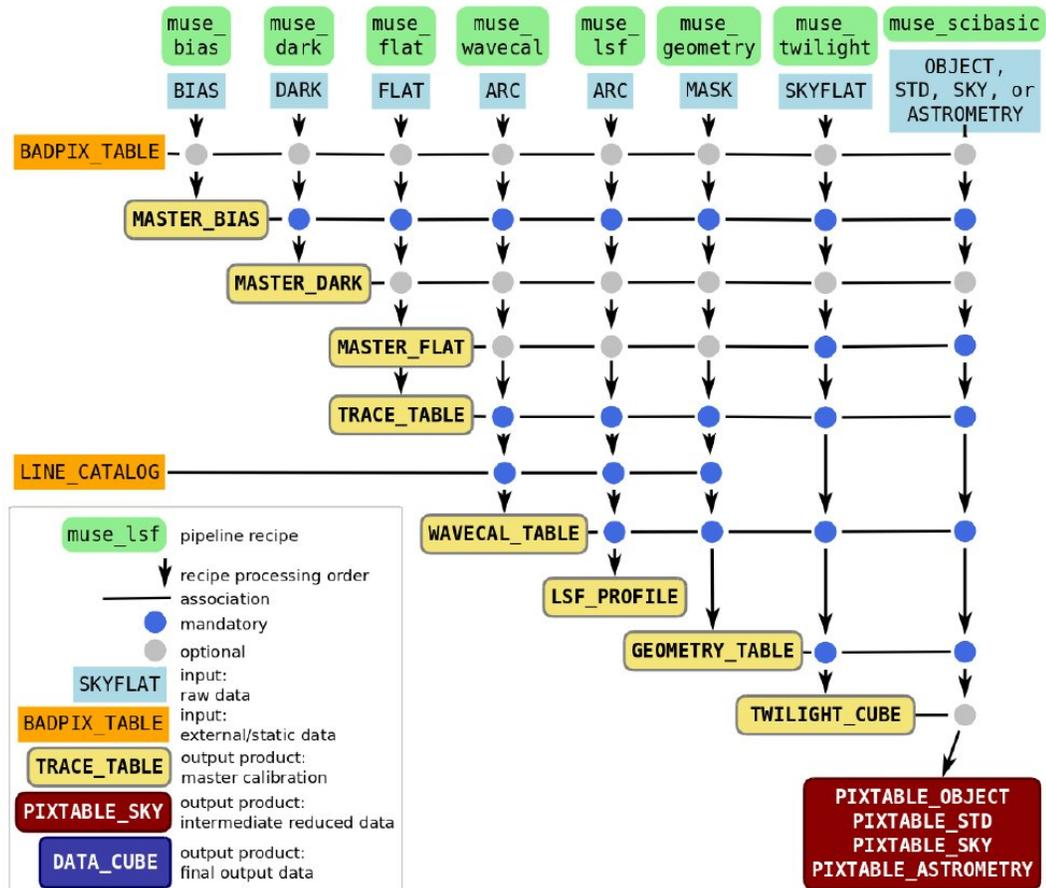 muse_
bias
muse_
dark
muse_
flat
muse_
wavecal
muse_
lsf
muse_
geometry
muse_
twilight
muse_scibasic
BIAS
DARK
FLAT
ARC
ARC
MASK
SKYFLAT
OBJECT,
STD, SKY, or
ASTROMETRY
BADPIX_TABLE
MASTER_BIAS
MASTER_DARK
MASTER_FLAT
TRACE_TABLE
LINE_CATALOG
WAVECAL_TABLE
LSF_PROFILE
GEOMETRY_TABLE
TWILIGHT_CUBE
PIXTABLE_OBJECT
PIXTABLE_STD
PIXTABLE_SKY
PIXTABLE_ASTROMETRY
muse_lsf
pipeline recipe
recipe processing order
association
mandatory
optional
SKYFLAT
input:
raw data
BADPIX_TABLE
input:
external/static data
TRACE_TABLE
output product:
master calibration
PIXTABLE_SKY
output product:
intermediate reduced data
DATA_CUBE
output product:
final output data